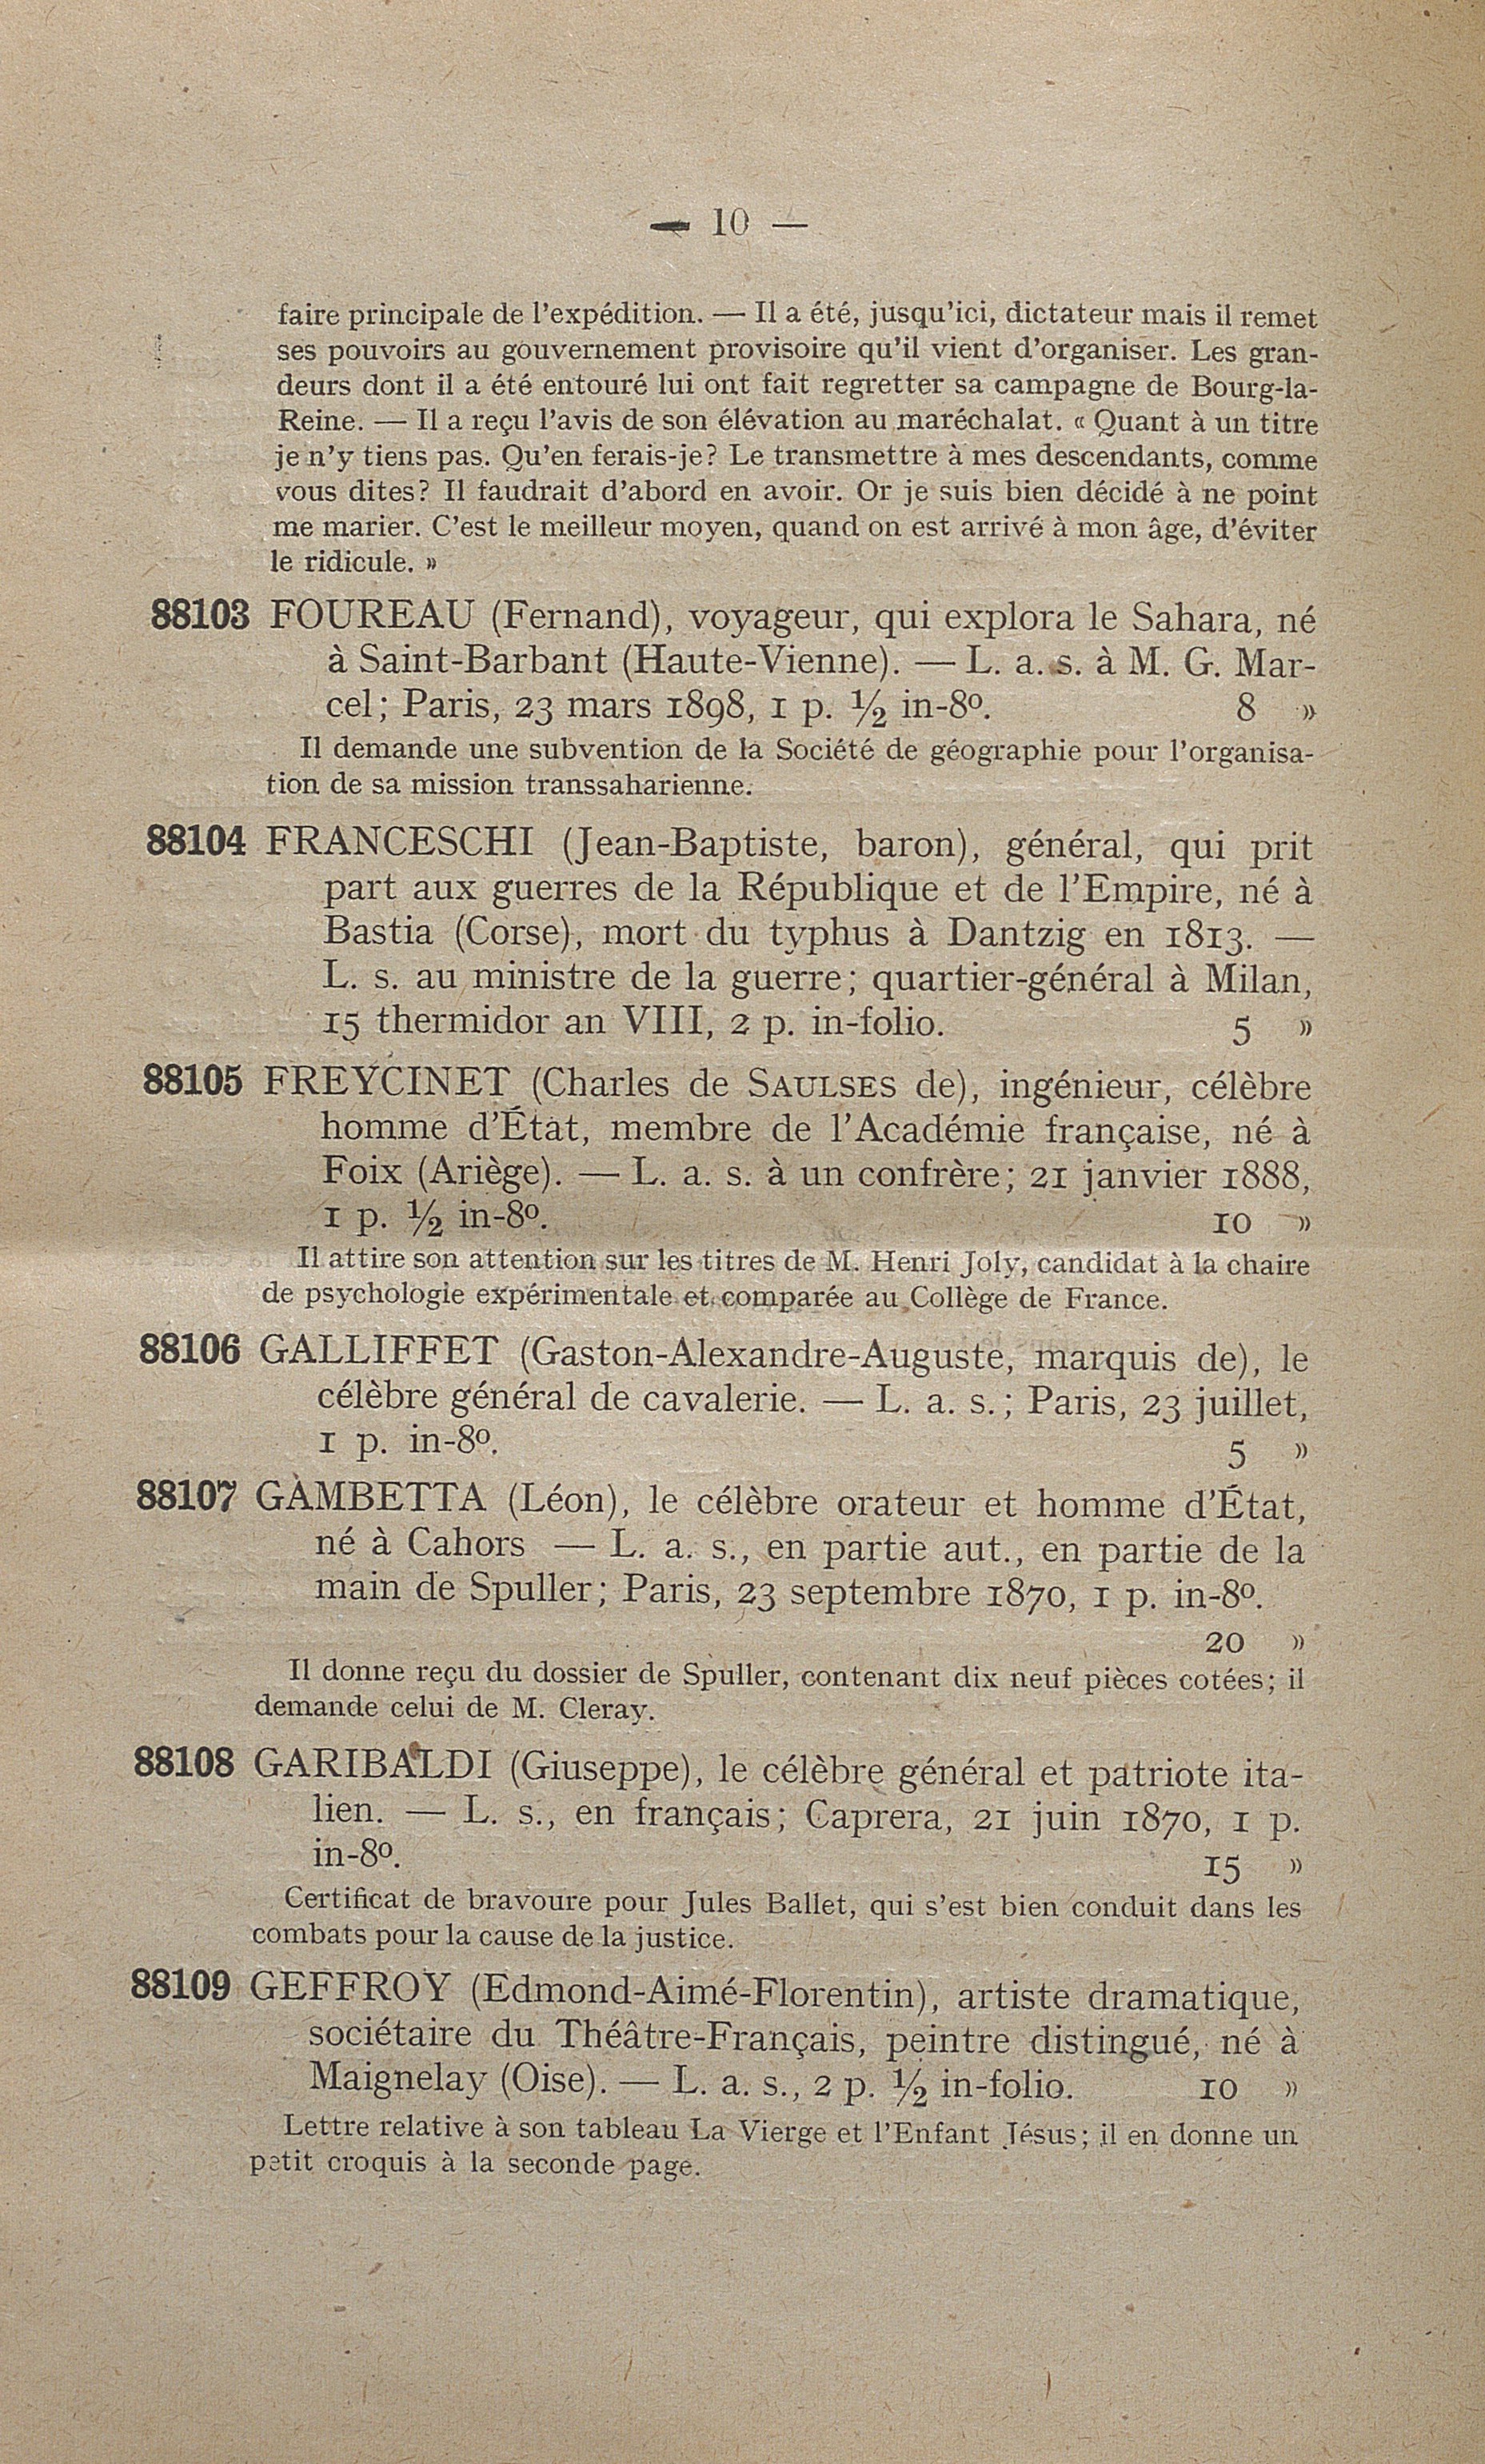 — 10 —
faire principale de l'expédition. — Il a été, jusqu'ici, dictateur mais il remet
ses pouvoirs au gouvernement provisoire qu'il vient d'organiser. Les gran-
deurs dont il a été entouré lui ont fait regretter sa campagne de Bourg-la-
Reine. — Il a reçu l'avis de son élévation au maréchalat. « Quant à un titre
je n'y tiens pas. Qu'en ferais-je? Le transmettre à mes descendants, comme
vous dites? Il faudrait d'abord en avoir. Or je suis bien décidé à ne point
me marier. C'est le meilleur moyen, quand on est arrivé à mon âge, d'éviter
le ridicule. »
88103 FOUREAU (Fernand), voyageur, qui explora le Sahara, né
à Saint-Barbant (Haute-Vienne). — L. a. s. à M. G. Mar-
cel; Paris, 23 mars 1898, 1 p. ½ in-8º. 8 »
Il demande une subvention de la Société de géographie pour l'organisa-
tion de sa mission transsaharienne.
88104 FRANCESCHI (Jean-Baptiste, baron), général, qui prit
part aux guerres de la République et de l'Empire, né à
Bastia (Corse), mort du typhus à Dantzig en 1813. —
L. s. au ministre de la guerre; quartier-général à Milan,
15 thermidor an VIII, 2 p. in-folio. 5 »
88105 FREYCINET (Charles de SAULSES de), ingénieur, célèbre
homme d'État, membre de l'Académie française, né à
Foix (Ariège). — L. a. s. à un confrère; 21 janvier 1888,
1 p. ½ in-8º. 10 »
Il attire son attention sur les titres de M. Henri Joly, candidat à la chaire
de psychologie expérimentale et comparée au Collège de France.
88106 GALLIFFET (Gaston-Alexandre-Auguste, marquis de), le
célèbre général de cavalerie. — L. a. s.; Paris, 23 juillet,
1 p. in-8º. 5 »
88107 GAMBETTA (Léon), le célèbre orateur et homme d'État,
né à Cahors — L. a. s., en partie aut., en partie de la
main de Spuller; Paris, 23 septembre 1870, 1 p. in-8º.
20 »
Il donne reçu du dossier de Spuller, contenant dix neuf pièces cotées; il
demande celui de M. Cleray.
88108 GARIBALDI (Giuseppe), le célèbre général et patriote ita-
lien. — L. s., en français; Caprera, 21 juin 1870, 1 p.
in-8º. 15 »
Certificat de bravoure pour Jules Ballet, qui s'est bien conduit dans les
combats pour la cause de la justice.
88109 GEFFROY (Edmond-Aimé-Florentin), artiste dramatique,
sociétaire du Théâtre-Français, peintre distingué, né à
Maignelay (Oise). — L. a. s., 2 p. ½ in-folio. 10 »
Lettre relative à son tableau La Vierge et l'Enfant Jésus; il en donne un
petit croquis à la seconde page.